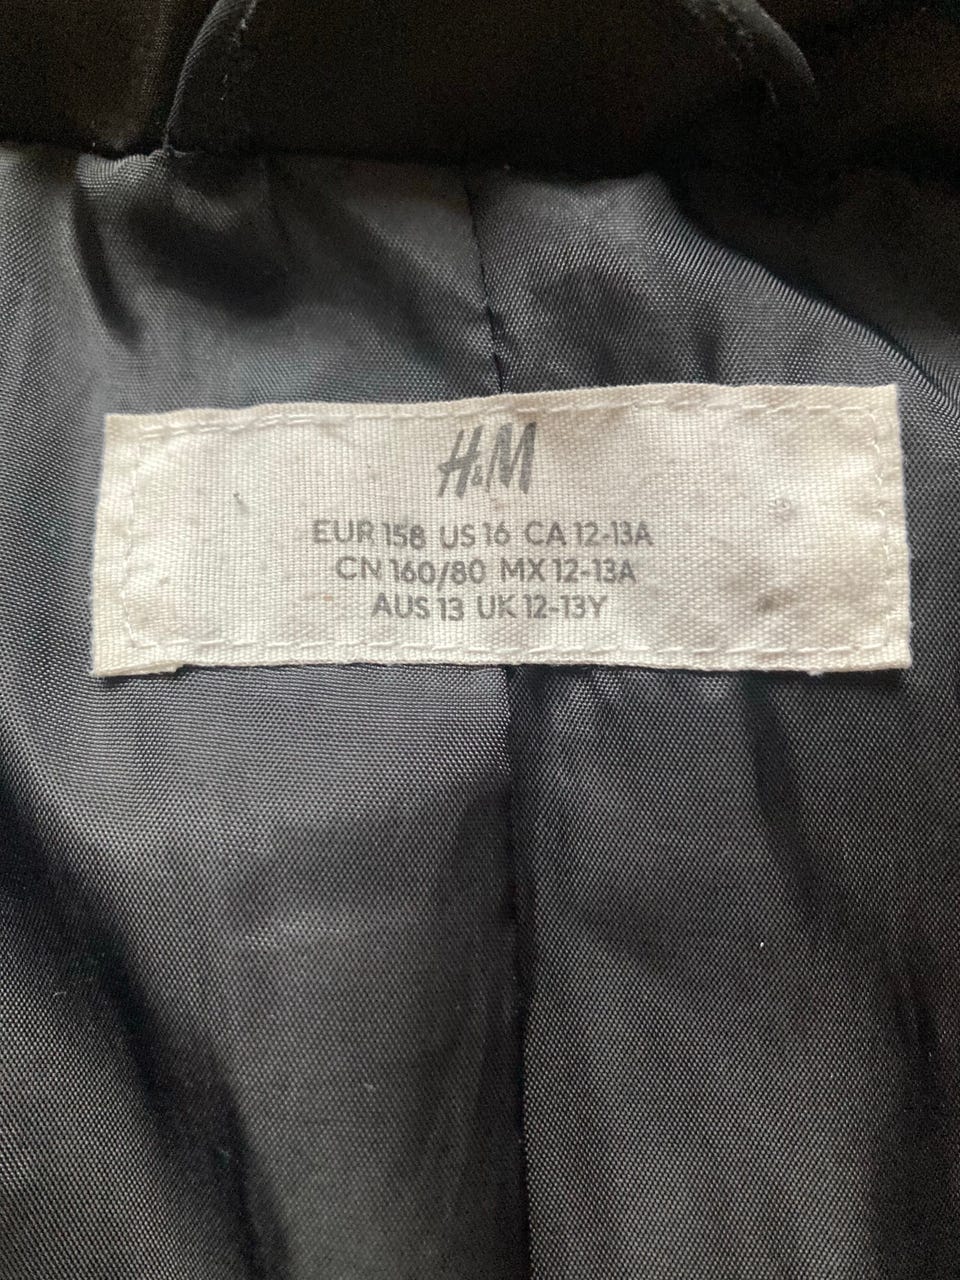 H&M
EUR 158 US 16 CA 12-13A
CN 160/80 MX 12-13A
AUS 13 UK 12-13Y